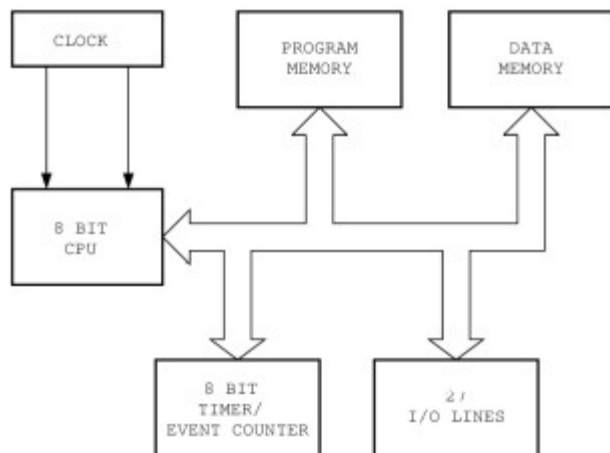 CLOCK
PROGRAM
MEMORY
DATA
MEMORY
8 BIT
CPU
8 BIT
TIMER/
EVENT COUNTER
I/O LINES